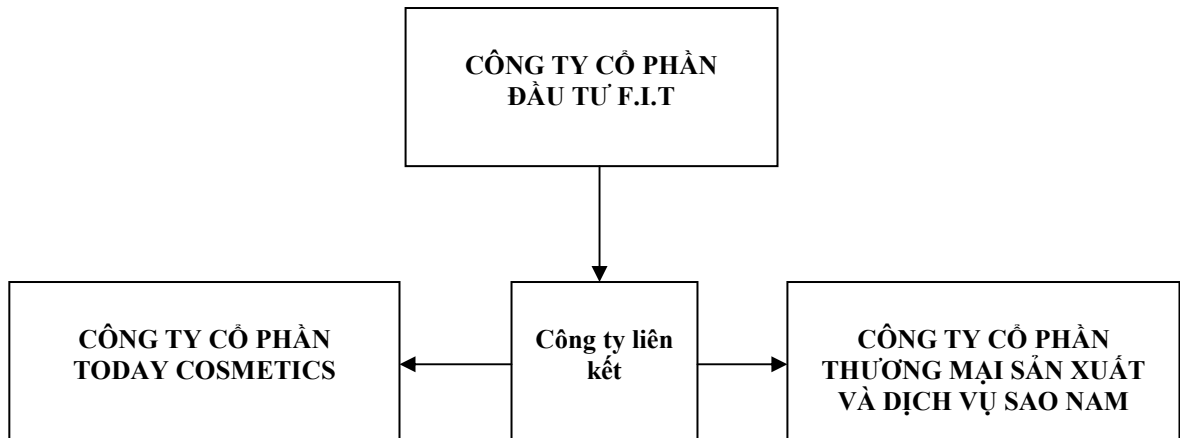 CÔNG TY CỔ PHẦN
ĐẦU TƯ F.I.T
CÔNG TY CỔ PHẦN
TODAY COSMETICS
Công ty liên
kết
CÔNG TY CỔ PHẦN
THƯƠNG MẠI SẢN XUẤT
VÀ DỊCH VỤ SAO NAM